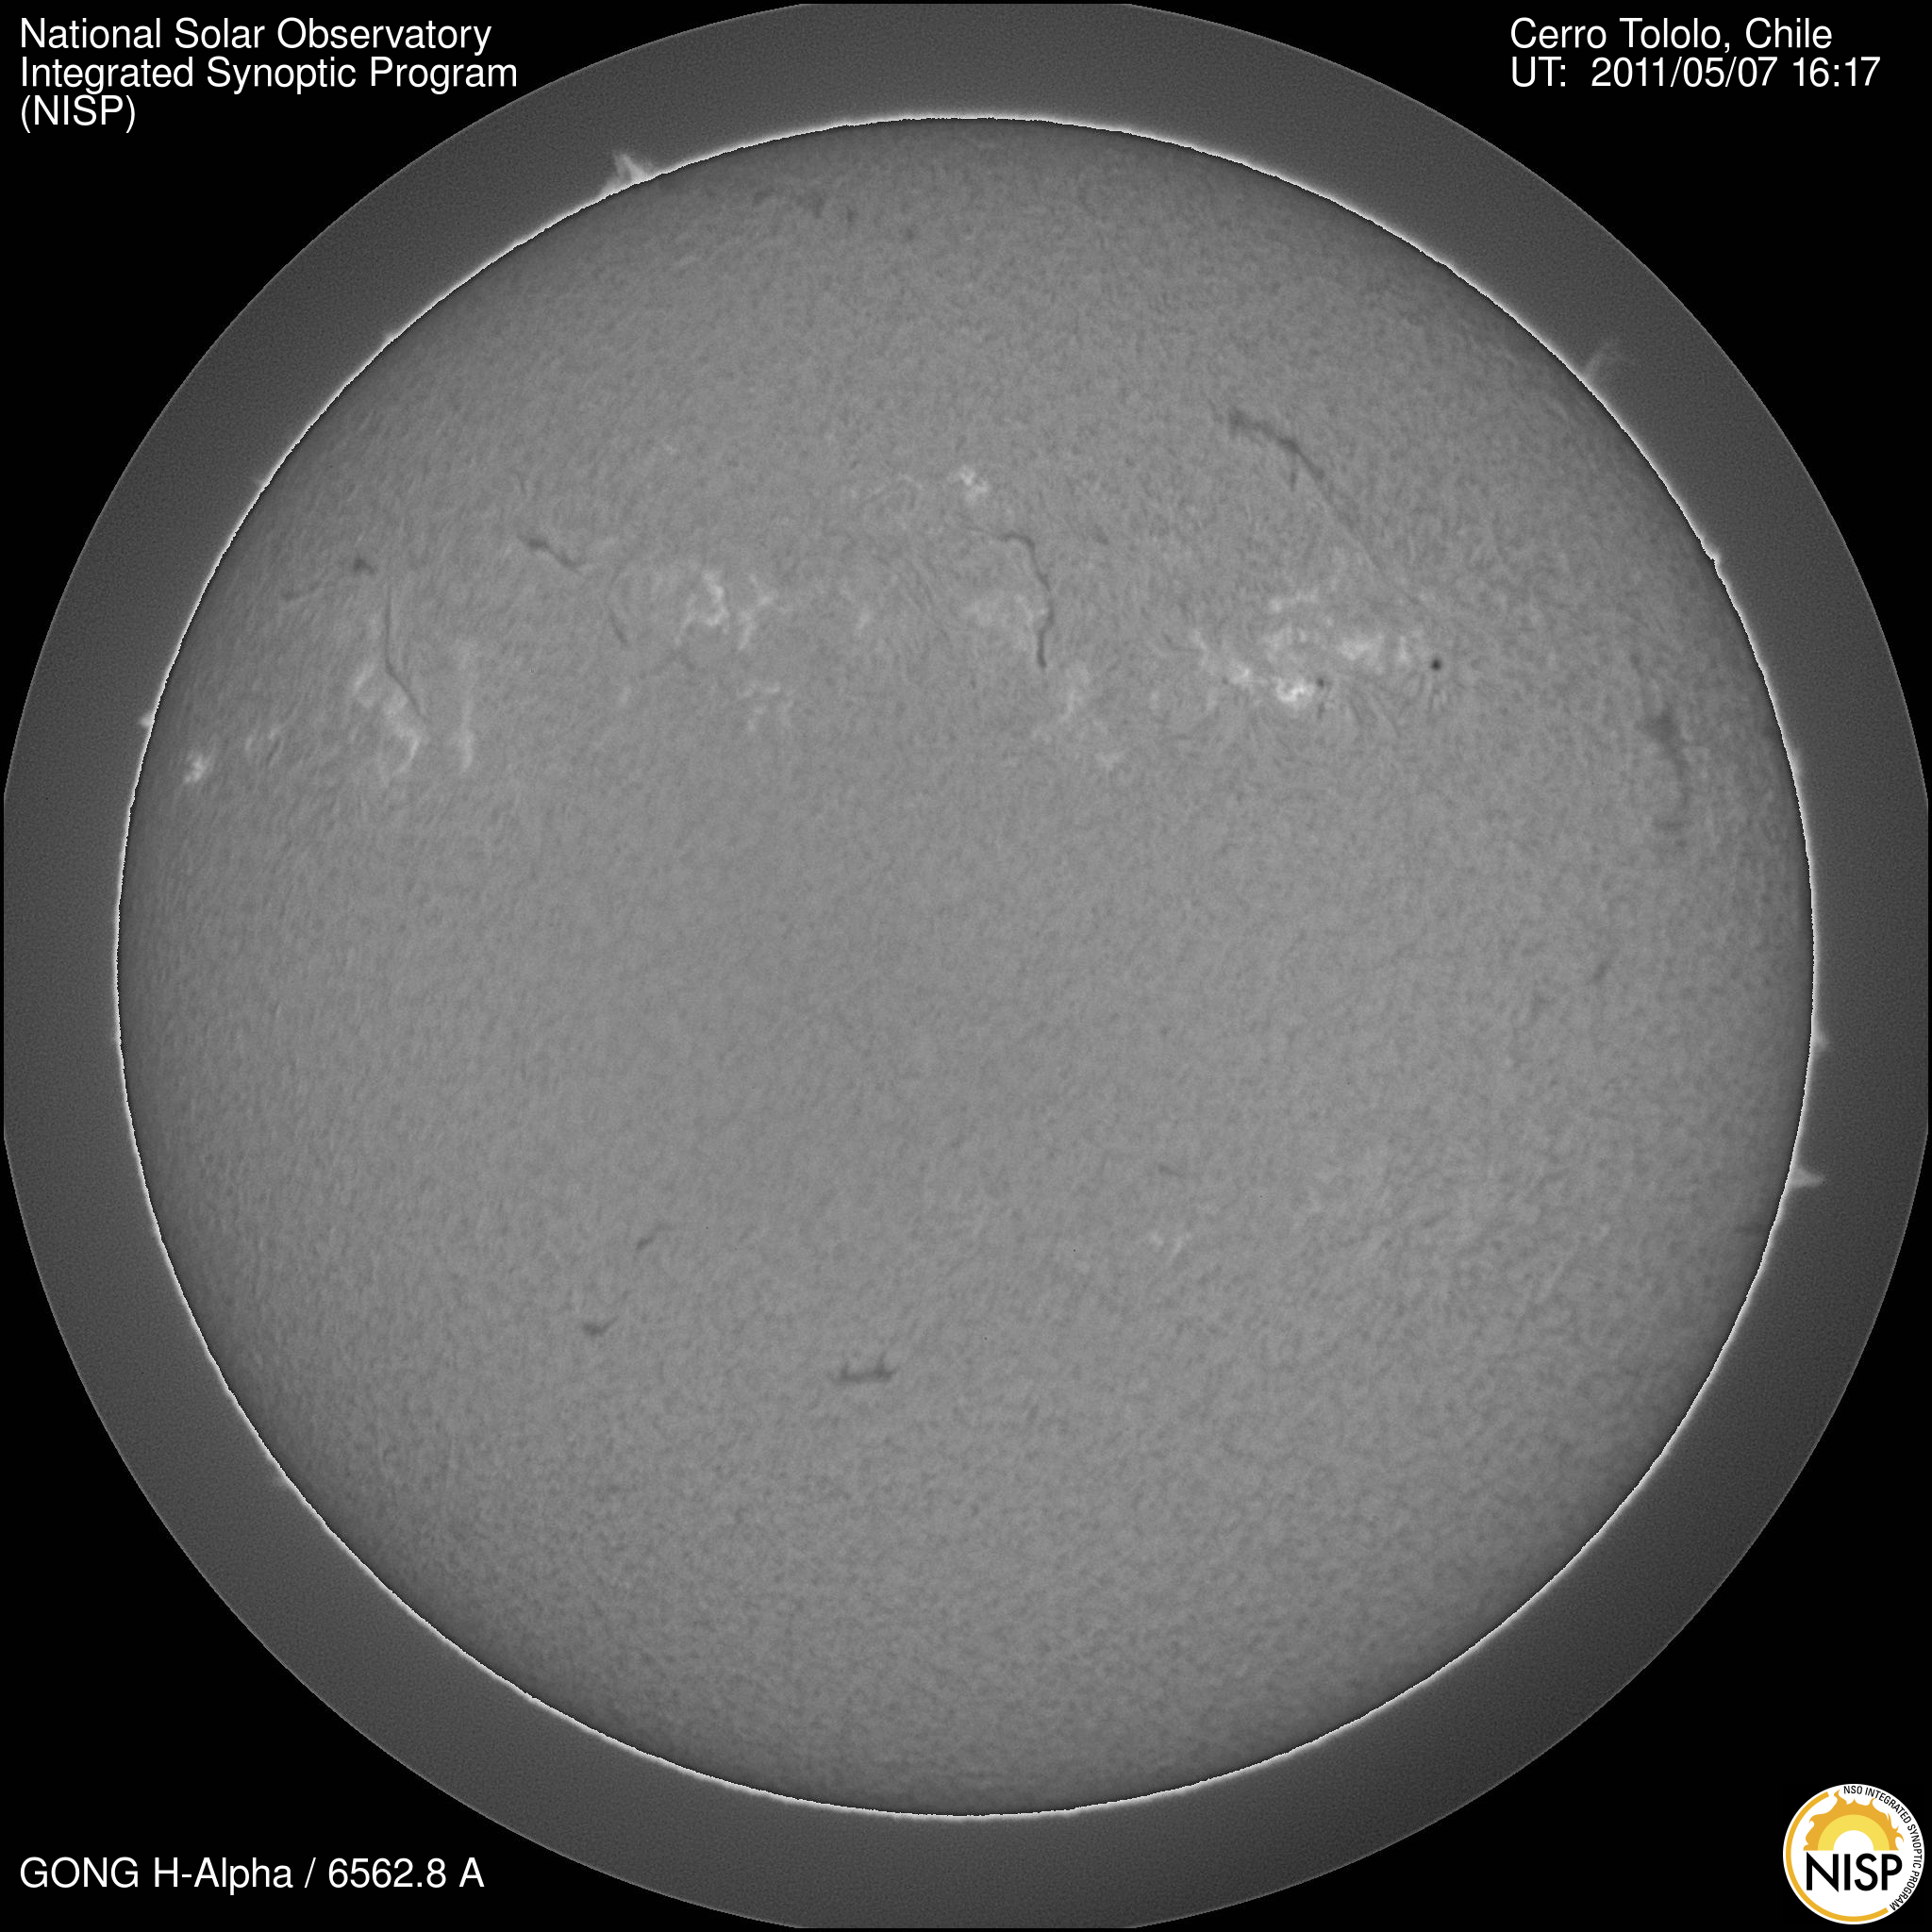 National Solar Observatory
Integrated Synoptic Program
(NISP)
Cerro Tololo, Chile
UT: 2011/05/07 16:17
GONG H-Alpha / 6562.8 A
NSO INTEGRATED SYNOPTIC PROGRAM
NISP